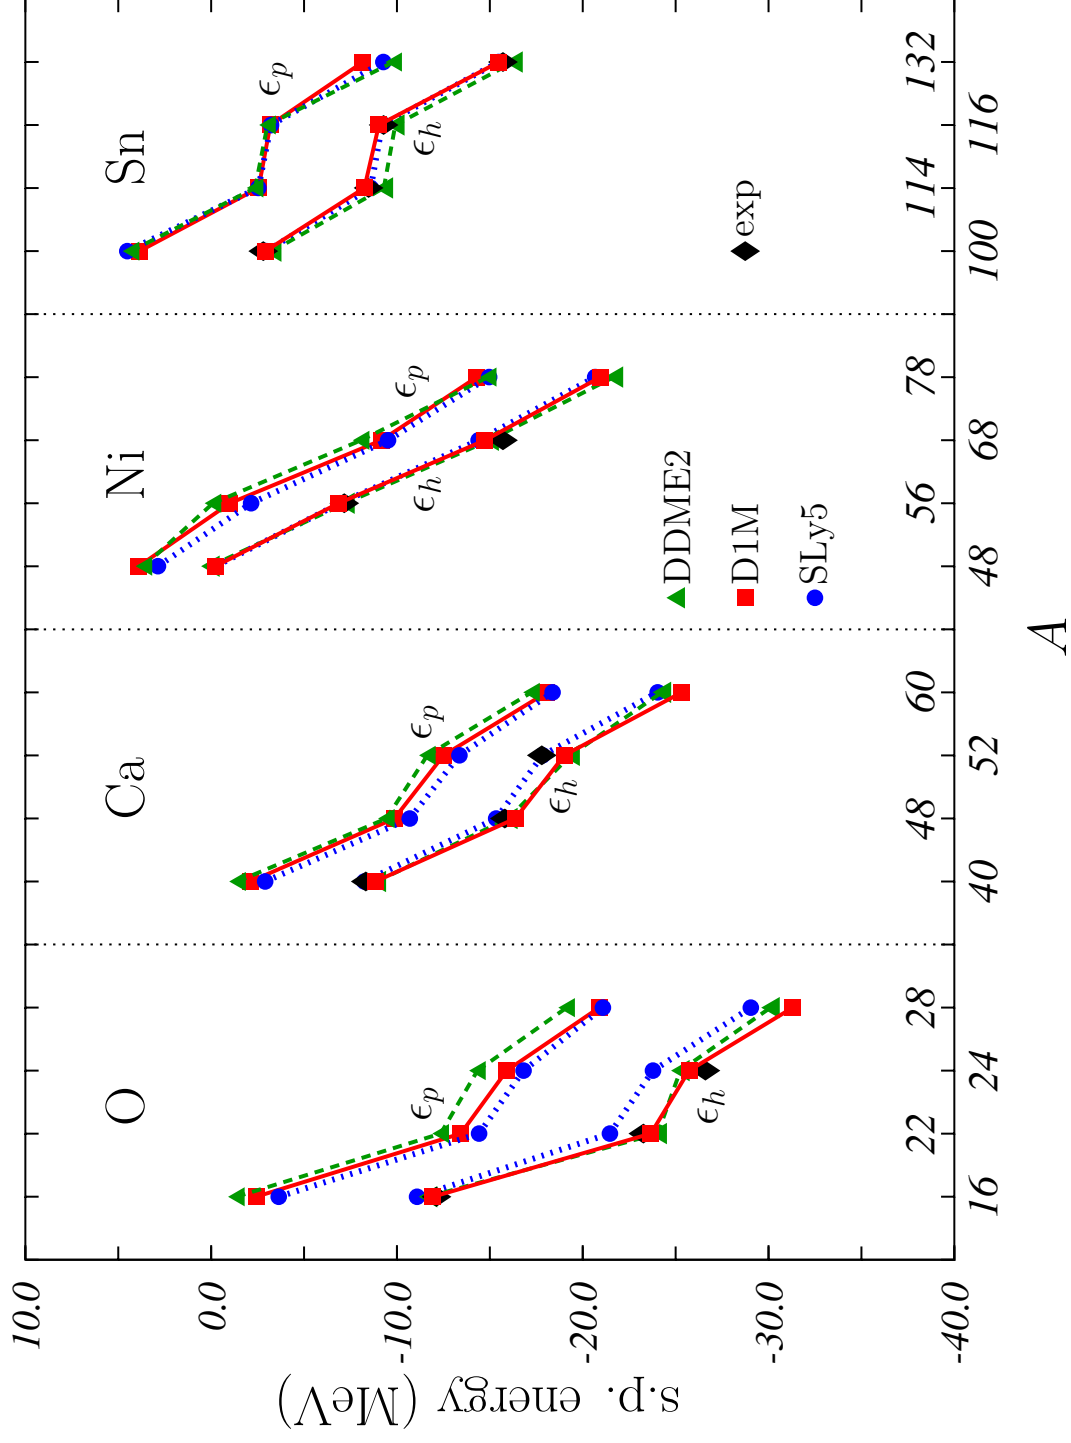 O Ca Ni Sn
10.0
0.0
-10.0
-20.0
-30.0
-40.0
s.p. energy (MeV)
ϵp ϵp ϵp ϵp
ϵh ϵh ϵh ϵh
DDME2
D1M exp
SLy5
16 22 24 28 40 48 52 60 48 56 68 78 100 114 116 132
A